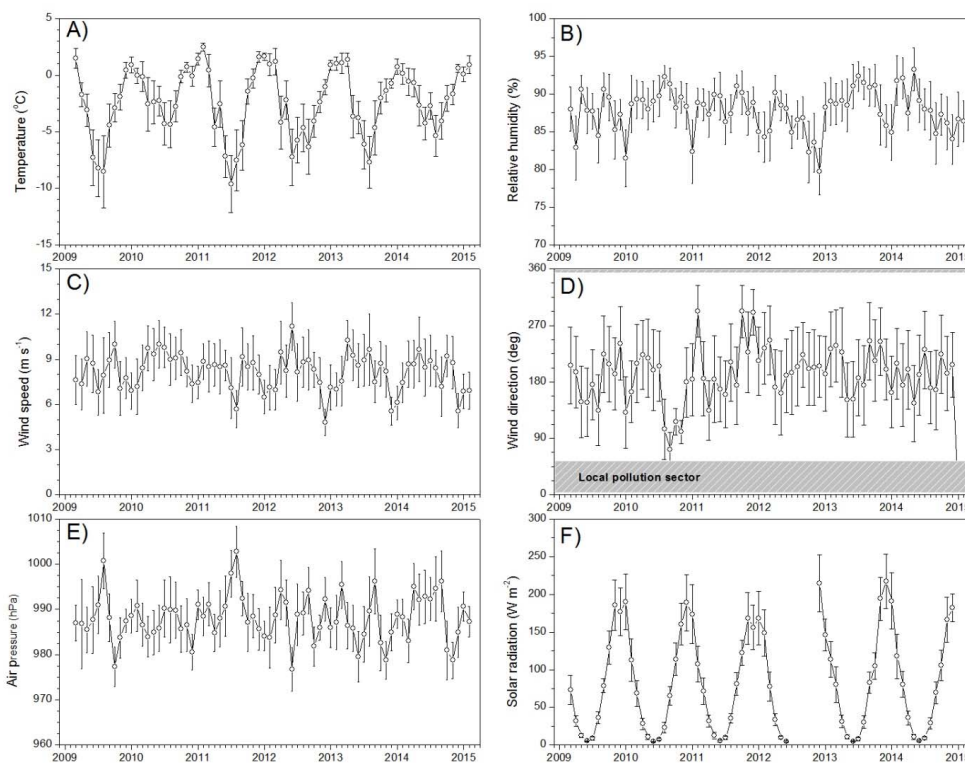 A)
Temperature (°C)
5
0
-5
-10
-15
2009 2010 2011 2012 2013 2014 2015
B)
Relative humidity (%)
100
95
90
85
80
75
70
2009 2010 2011 2012 2013 2014 2015
C)
Wind speed (m s⁻¹)
15
12
9
6
3
0
2009 2010 2011 2012 2013 2014 2015
D)
Wind direction (deg)
360
270
180
90
0
Local pollution sector
2009 2010 2011 2012 2013 2014 2015
E)
Air pressure (hPa)
1010
1000
990
980
970
960
2009 2010 2011 2012 2013 2014 2015
F)
Solar radiation (W m⁻²)
300
250
200
150
100
50
0
2009 2010 2011 2012 2013 2014 2015